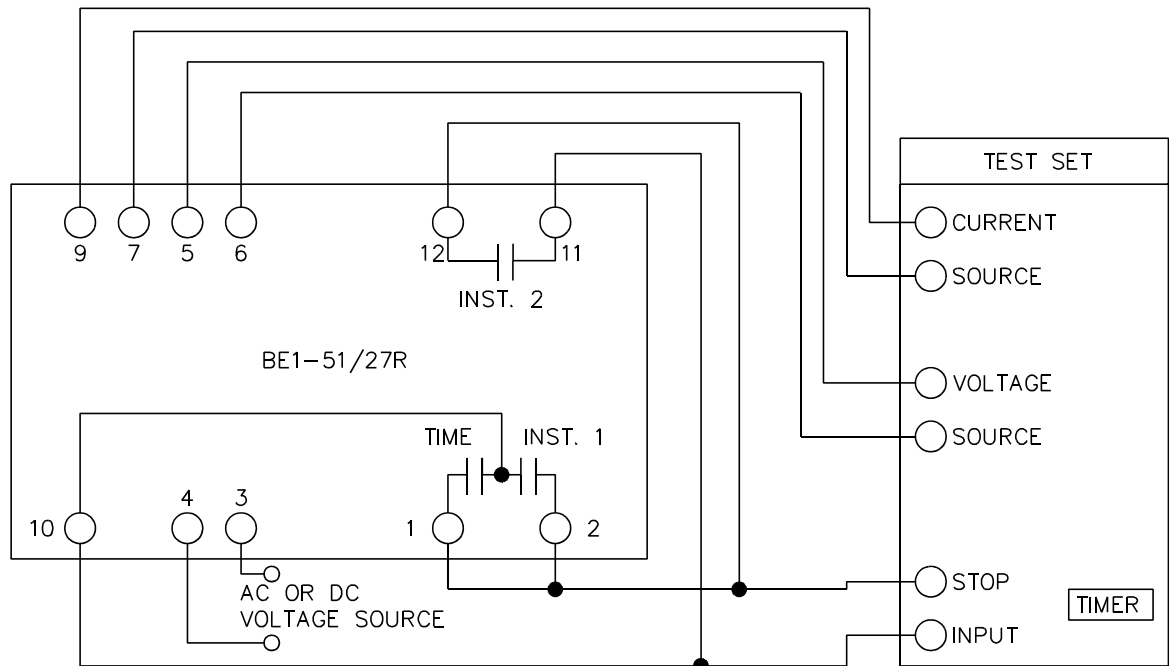 TEST SET
CURRENT
9 7 5 6 12 11
SOURCE
INST. 2
BE1-51/27R
VOLTAGE
TIME INST. 1
SOURCE
4 3
10 1 2
STOP
AC OR DC
VOLTAGE SOURCE
TIMER
INPUT